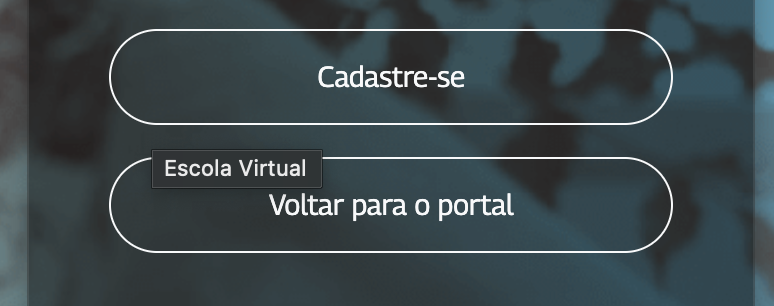 Cadastre-se
Escola Virtual
Voltar para o portal